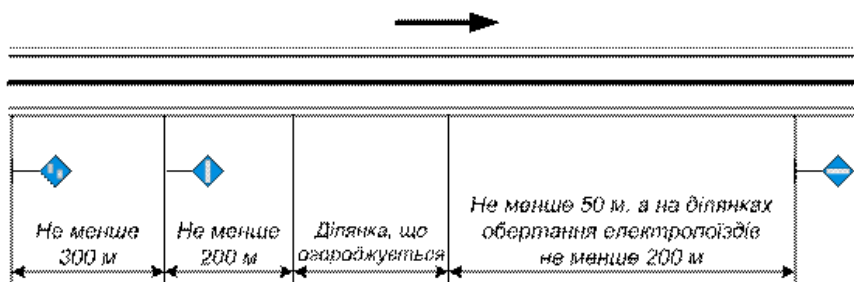 Не менше
300 м
Не менше
200 м
Ділянка, що
огороджується
Не менше 50 м, а на ділянках
обертання електропоїздів
не менше 200 м